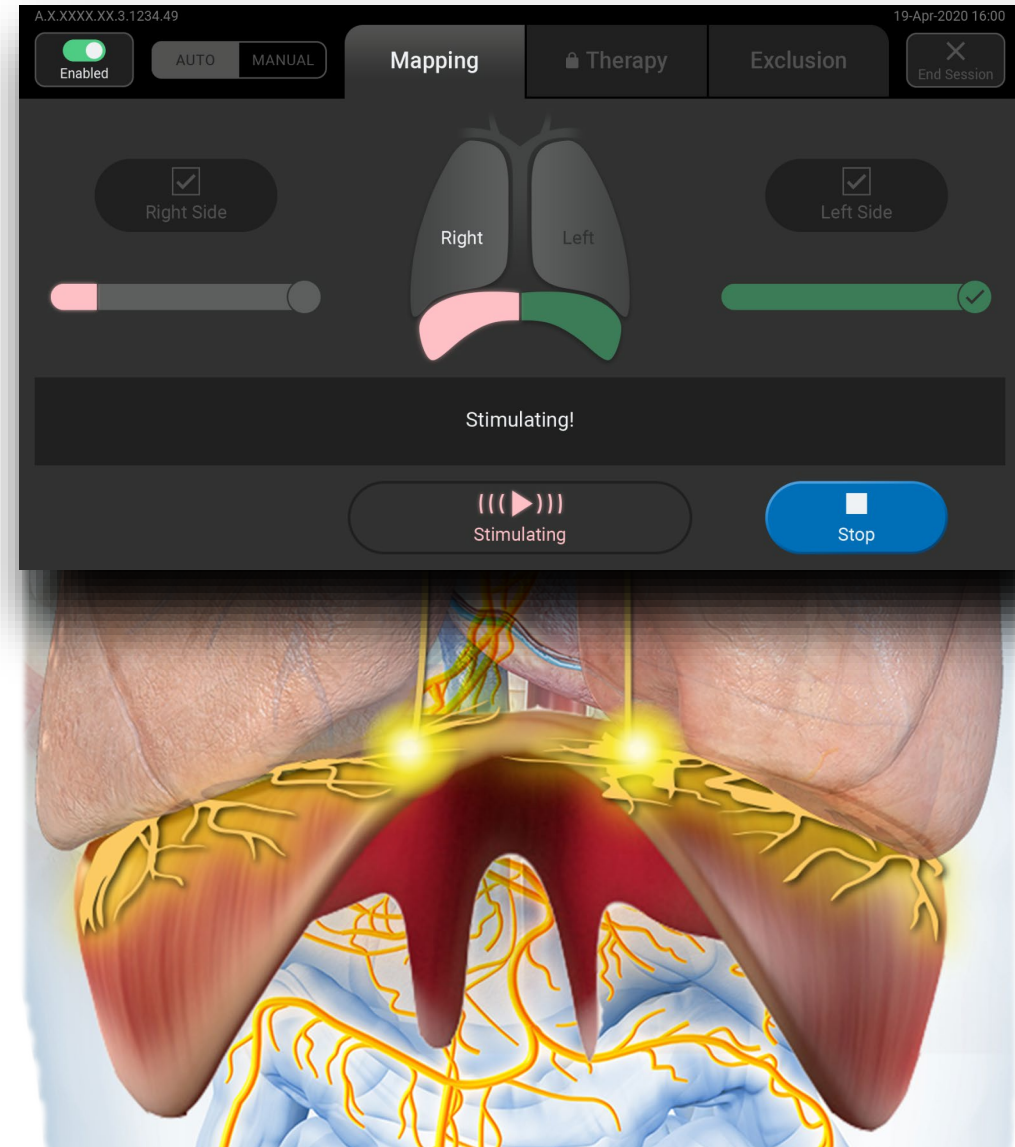 A.X.XXXX.XX.3.1234.49
19-Apr-2020 16:00
Enabled
AUTO MANUAL
Mapping
Therapy
Exclusion
End Session
Right Side
Left Side
Right
Left
Stimulating!
Stimulating
Stop